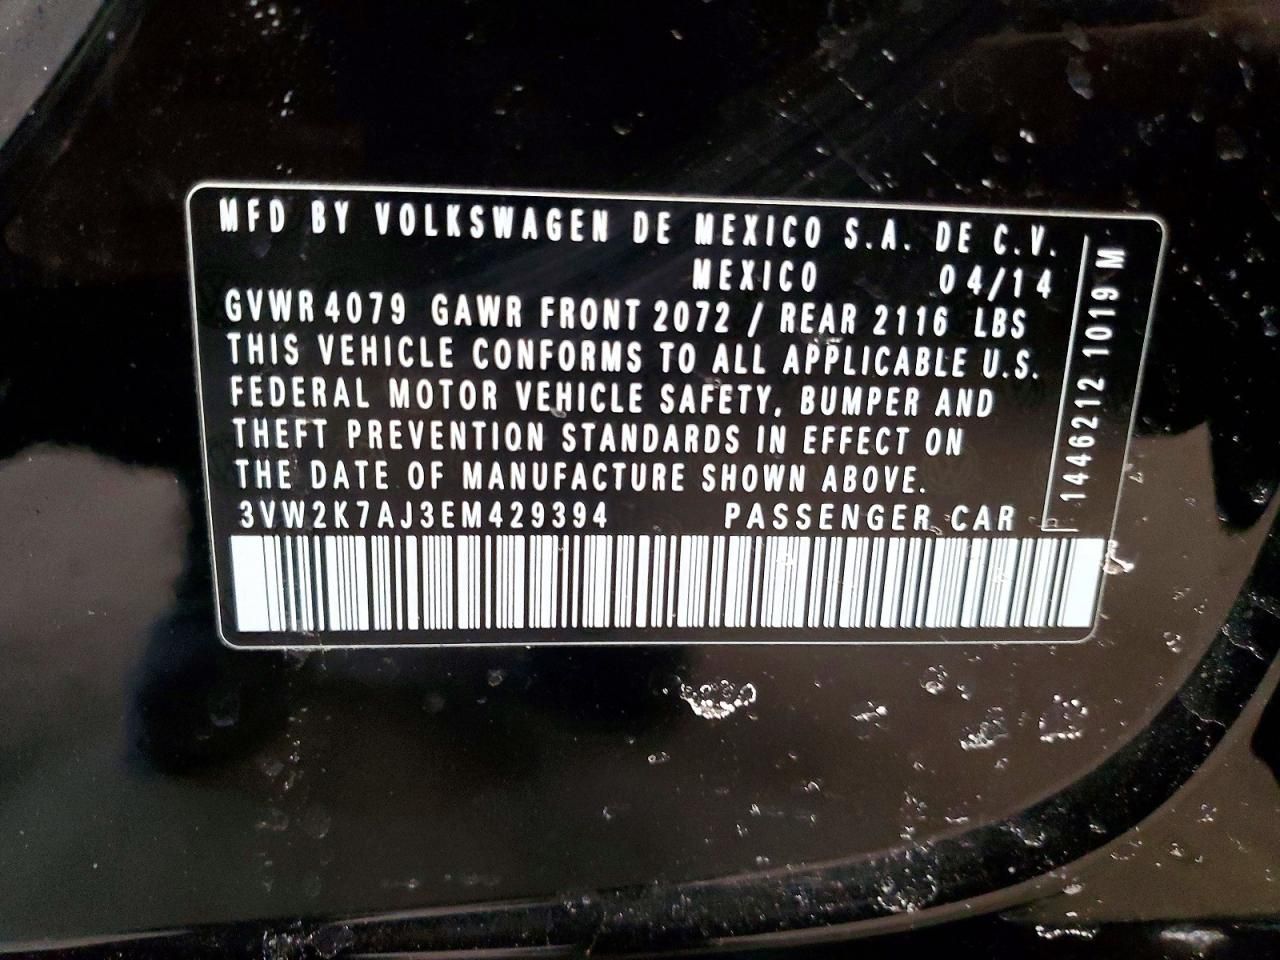 MFD BY VOLKSWAGEN DE MEXICO S.A. DE C.V.
MEXICO 04/14
GVWR 4079 GAWR FRONT 2072 / REAR 2116 LBS
THIS VEHICLE CONFORMS TO ALL APPLICABLE U.S.
FEDERAL MOTOR VEHICLE SAFETY, BUMPER AND
THEFT PREVENTION STANDARDS IN EFFECT ON
THE DATE OF MANUFACTURE SHOWN ABOVE.
3VW2K7AJ3EM429394 PASSENGER CAR
1446212 1019 M